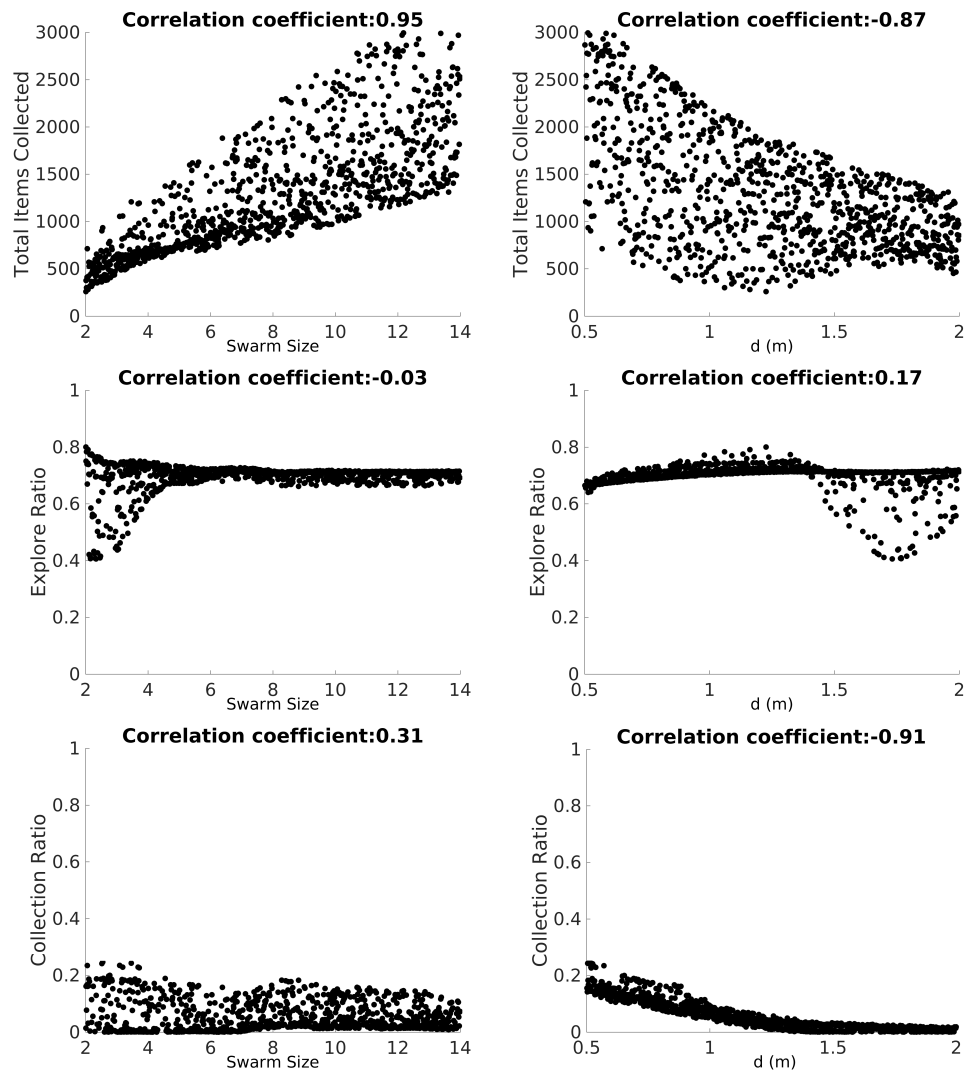 Correlation coefficient:0.95
3000
2500
2000
1500
1000
500
0
Total Items Collected
2 4 6 8 10 12 14
Swarm Size
Correlation coefficient:-0.87
3000
2500
2000
1500
1000
500
0
Total Items Collected
0.5 1 1.5 2
d (m)
Correlation coefficient:-0.03
1
0.8
0.6
0.4
0.2
0
Explore Ratio
2 4 6 8 10 12 14
Swarm Size
Correlation coefficient:0.17
1
0.8
0.6
0.4
0.2
0
Explore Ratio
0.5 1 1.5 2
d (m)
Correlation coefficient:0.31
1
0.8
0.6
0.4
0.2
0
Collection Ratio
2 4 6 8 10 12 14
Swarm Size
Correlation coefficient:-0.91
1
0.8
0.6
0.4
0.2
0
Collection Ratio
0.5 1 1.5 2
d (m)